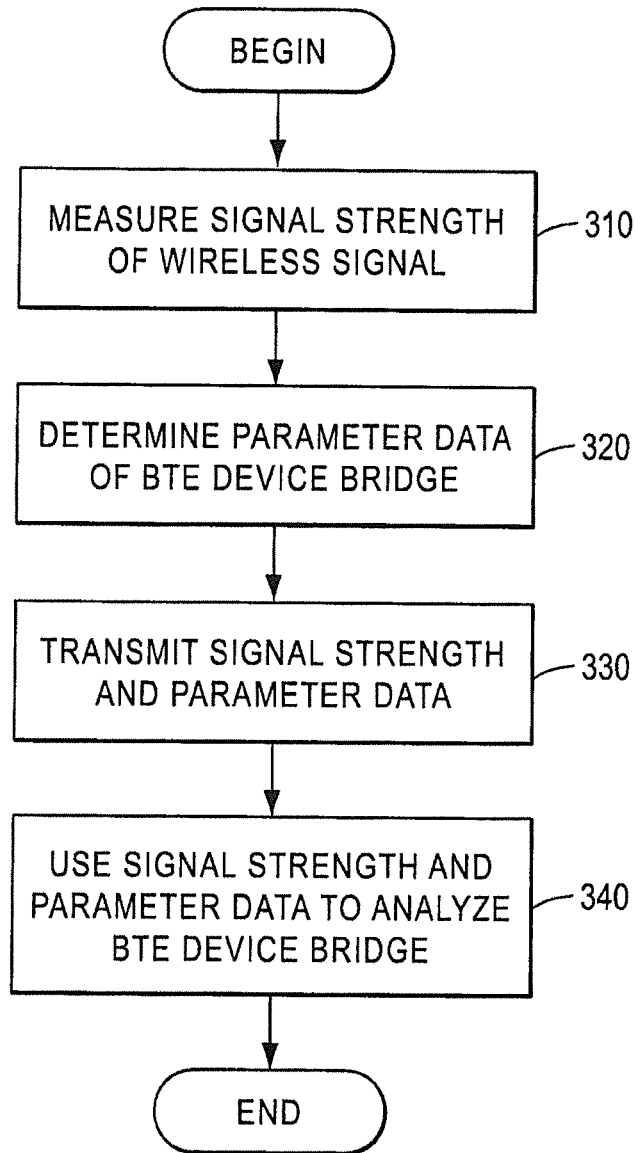 BEGIN
MEASURE SIGNAL STRENGTH
OF WIRELESS SIGNAL
310
DETERMINE PARAMETER DATA
OF BTE DEVICE BRIDGE
320
TRANSMIT SIGNAL STRENGTH
AND PARAMETER DATA
330
USE SIGNAL STRENGTH AND
PARAMETER DATA TO ANALYZE
BTE DEVICE BRIDGE
340
END